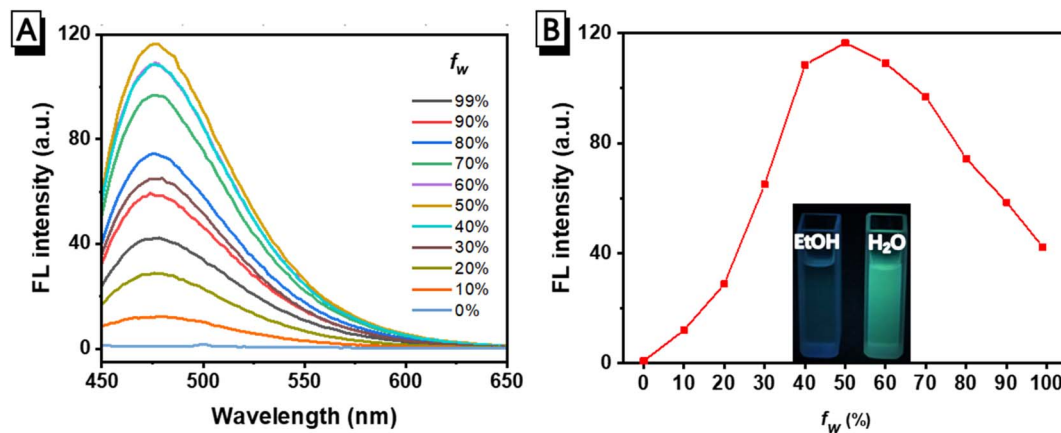 A
120
80
40
0
FL intensity (a.u.)
450
500
550
600
650
Wavelength (nm)
fw
99%
90%
80%
70%
60%
50%
40%
30%
20%
10%
0%
B
120
80
40
0
FL intensity (a.u.)
EtOH
H₂O
0 10 20 30 40 50 60 70 80 90 100
fw (%)